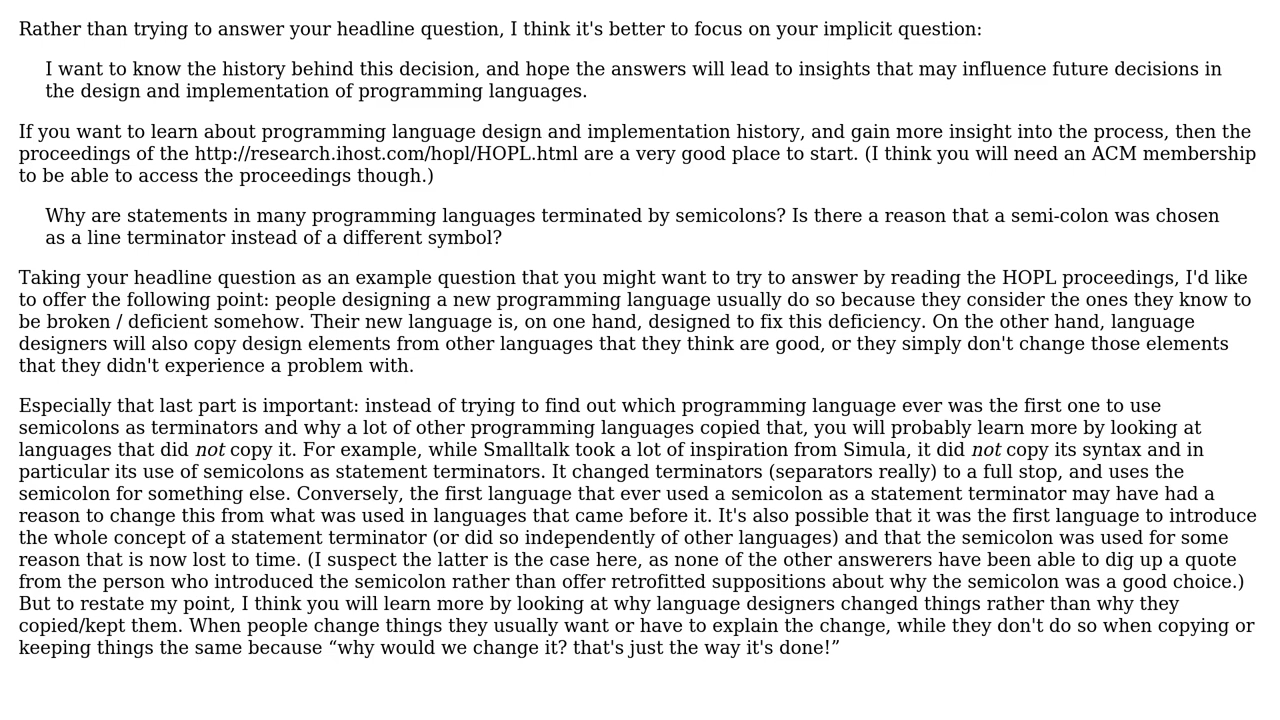 Rather than trying to answer your headline question, I think it's better to focus on your implicit question:
I want to know the history behind this decision, and hope the answers will lead to insights that may influence future decisions in
the design and implementation of programming languages.
If you want to learn about programming language design and implementation history, and gain more insight into the process, then the
proceedings of the http://research.ihost.com/hopl/HOPL.html are a very good place to start. (I think you will need an ACM membership
to be able to access the proceedings though.)
Why are statements in many programming languages terminated by semicolons? Is there a reason that a semi-colon was chosen
as a line terminator instead of a different symbol?
Taking your headline question as an example question that you might want to try to answer by reading the HOPL proceedings, I'd like
to offer the following point: people designing a new programming language usually do so because they consider the ones they know to
be broken / deficient somehow. Their new language is, on one hand, designed to fix this deficiency. On the other hand, language
designers will also copy design elements from other languages that they think are good, or they simply don't change those elements
that they didn't experience a problem with.
Especially that last part is important: instead of trying to find out which programming language ever was the first one to use
semicolons as terminators and why a lot of other programming languages copied that, you will probably learn more by looking at
languages that did not copy it. For example, while Smalltalk took a lot of inspiration from Simula, it did not copy its syntax and in
particular its use of semicolons as statement terminators. It changed terminators (separators really) to a full stop, and uses the
semicolon for something else. Conversely, the first language that ever used a semicolon as a statement terminator may have had a
reason to change this from what was used in languages that came before it. It's also possible that it was the first language to introduce
the whole concept of a statement terminator (or did so independently of other languages) and that the semicolon was used for some
reason that is now lost to time. (I suspect the latter is the case here, as none of the other answerers have been able to dig up a quote
from the person who introduced the semicolon rather than offer retrofitted suppositions about why the semicolon was a good choice.)
But to restate my point, I think you will learn more by looking at why language designers changed things rather than why they
copied/kept them. When people change things they usually want or have to explain the change, while they don't do so when copying or
keeping things the same because “why would we change it? that's just the way it's done!”